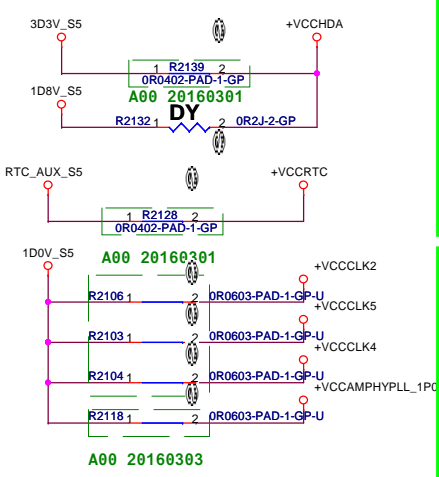 3D3V_S5
+VCCHDA
1 R2139 2
0R0402-PAD-1-GP
A00 20160301
1D8V_S5
DY
R2132 1 2 0R2J-2-GP
RTC_AUX_S5
+VCCRTC
1 R2128 2
0R0402-PAD-1-GP
A00 20160301
1D0V_S5
+VCCCLK2
R2106 1 2 0R0603-PAD-1-GP-U
+VCCCLK5
R2103 1 2 0R0603-PAD-1-GP-U
+VCCCLK4
R2104 1 2 0R0603-PAD-1-GP-U
+VCCAMPHYPLL_1P0
R2118 1 2 0R0603-PAD-1-GP-U
A00 20160303